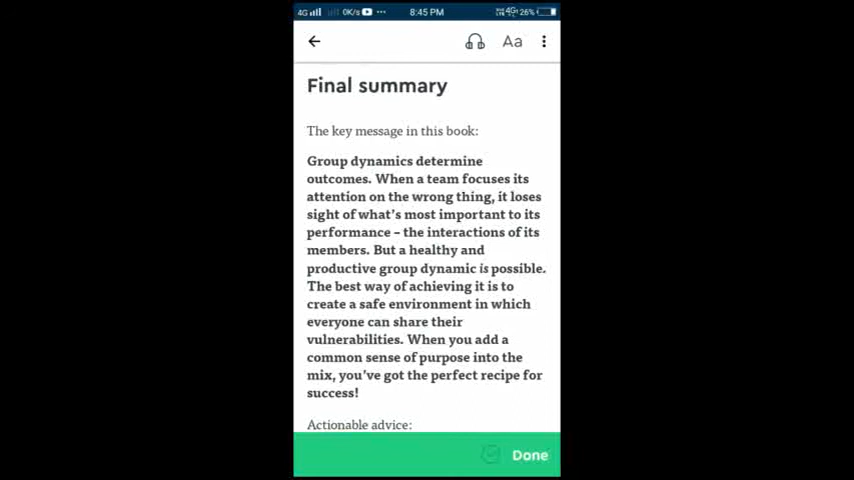 4G 0K/s ••• 8:45 PM 4G+ 26%
Aa
Final summary
The key message in this book:
Group dynamics determine
outcomes. When a team focuses its
attention on the wrong thing, it loses
sight of what's most important to its
performance – the interactions of its
members. But a healthy and
productive group dynamic is possible.
The best way of achieving it is to
create a safe environment in which
everyone can share their
vulnerabilities. When you add a
common sense of purpose into the
mix, you've got the perfect recipe for
success!
Actionable advice:
Done